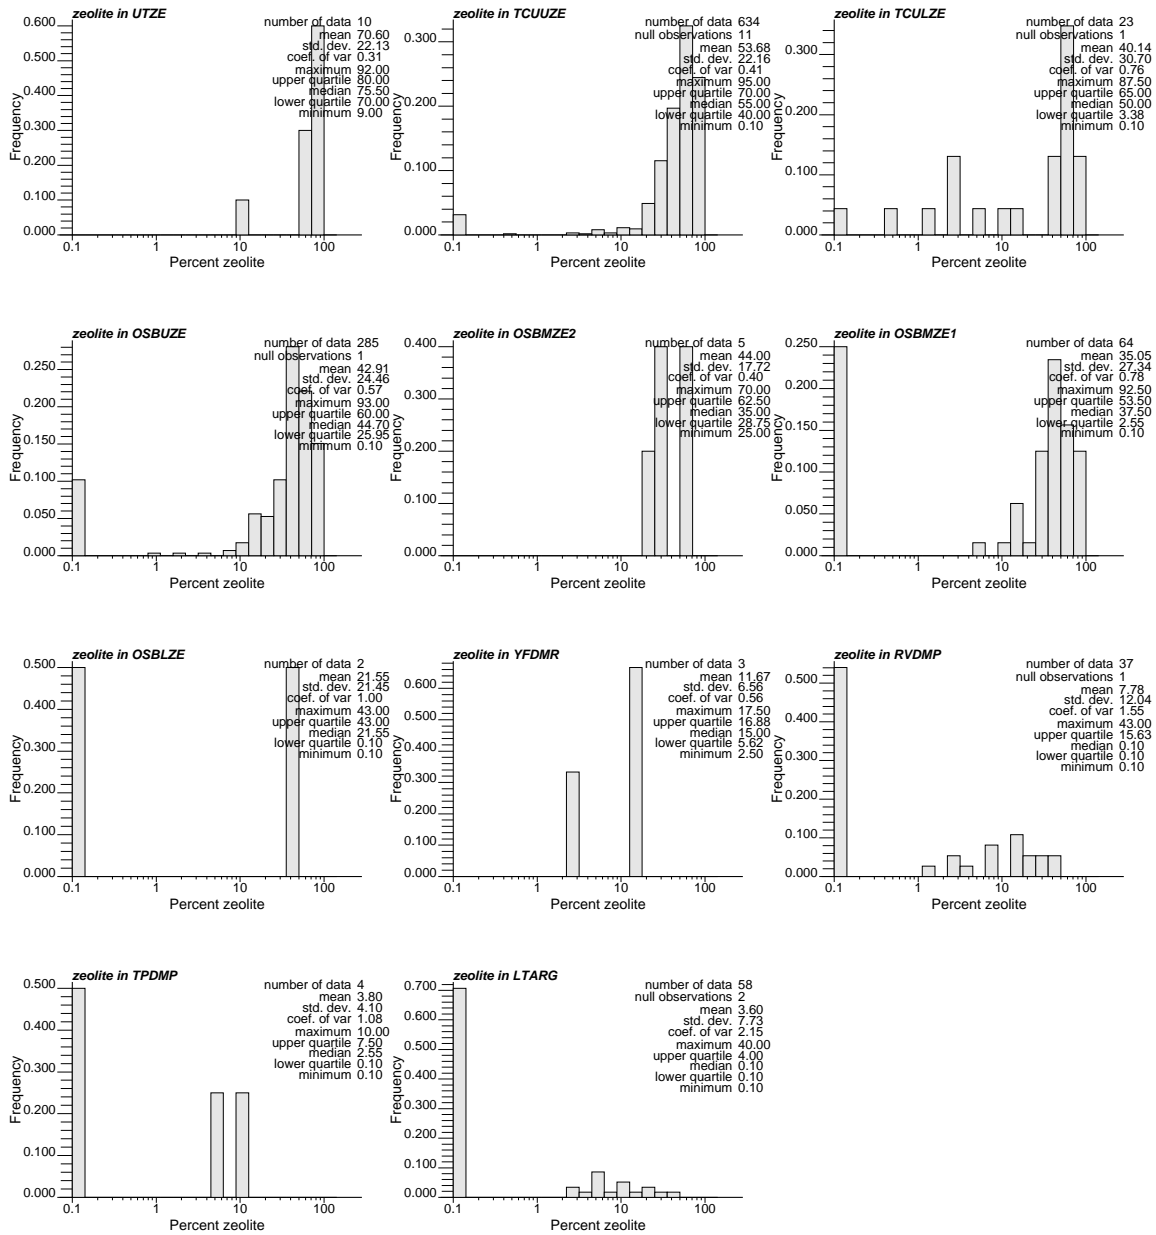 zeolite in UTZE
number of data 10
mean 70.60
std. dev. 22.13
coef. of var 0.31
maximum 92.00
upper quartile 80.00
median 75.50
lower quartile 70.00
minimum 9.00
Frequency
0.600
0.500
0.400
0.300
0.200
0.100
0.000
0.1 1 10 100
Percent zeolite
zeolite in TCUUZE
number of data 634
null observations 11
mean 53.68
std. dev. 22.16
coef. of var 0.41
maximum 95.00
upper quartile 70.00
median 55.00
lower quartile 40.00
minimum 0.10
Frequency
0.300
0.200
0.100
0.000
0.1 1 10 100
Percent zeolite
zeolite in TCULZE
number of data 23
null observations 1
mean 40.14
std. dev. 30.70
coef. of var 0.76
maximum 87.50
upper quartile 65.00
median 50.00
lower quartile 3.38
minimum 0.10
Frequency
0.300
0.200
0.100
0.000
0.1 1 10 100
Percent zeolite
zeolite in OSBUZE
number of data 285
null observations 1
mean 42.91
std. dev. 24.46
coef. of var 0.57
maximum 93.00
upper quartile 60.00
median 44.70
lower quartile 25.95
minimum 0.10
Frequency
0.250
0.200
0.150
0.100
0.050
0.000
0.1 1 10 100
Percent zeolite
zeolite in OSBMZE2
number of data 5
mean 44.00
std. dev. 17.72
coef. of var 0.40
maximum 70.00
upper quartile 62.50
median 35.00
lower quartile 28.75
minimum 25.00
Frequency
0.400
0.300
0.200
0.100
0.000
0.1 1 10 100
Percent zeolite
zeolite in OSBMZE1
number of data 64
mean 35.05
std. dev. 27.34
coef. of var 0.78
maximum 92.50
upper quartile 53.50
median 37.50
lower quartile 2.55
minimum 0.10
Frequency
0.250
0.200
0.150
0.100
0.050
0.000
0.1 1 10 100
Percent zeolite
zeolite in OSBLZE
number of data 2
mean 21.55
std. dev. 21.45
coef. of var 1.00
maximum 43.00
upper quartile 43.00
median 21.55
lower quartile 0.10
minimum 0.10
Frequency
0.500
0.400
0.300
0.200
0.100
0.000
0.1 1 10 100
Percent zeolite
zeolite in YFDMR
number of data 3
mean 11.67
std. dev. 6.56
coef. of var 0.56
maximum 17.50
upper quartile 16.88
median 15.00
lower quartile 5.62
minimum 2.50
Frequency
0.600
0.500
0.400
0.300
0.200
0.100
0.000
0.1 1 10 100
Percent zeolite
zeolite in RVDMP
number of data 37
null observations 1
mean 7.78
std. dev. 12.04
coef. of var 1.55
maximum 43.00
upper quartile 15.63
median 0.10
lower quartile 0.10
minimum 0.10
Frequency
0.500
0.400
0.300
0.200
0.100
0.000
0.1 1 10 100
Percent zeolite
zeolite in TPDMP
number of data 4
mean 3.80
std. dev. 4.10
coef. of var 1.08
maximum 10.00
upper quartile 7.50
median 2.55
lower quartile 0.10
minimum 0.10
Frequency
0.500
0.400
0.300
0.200
0.100
0.000
0.1 1 10 100
Percent zeolite
zeolite in LTARG
number of data 58
null observations 2
mean 3.60
std. dev. 7.73
coef. of var 2.15
maximum 40.00
upper quartile 4.00
median 0.10
lower quartile 0.10
minimum 0.10
Frequency
0.700
0.600
0.500
0.400
0.300
0.200
0.100
0.000
0.1 1 10 100
Percent zeolite